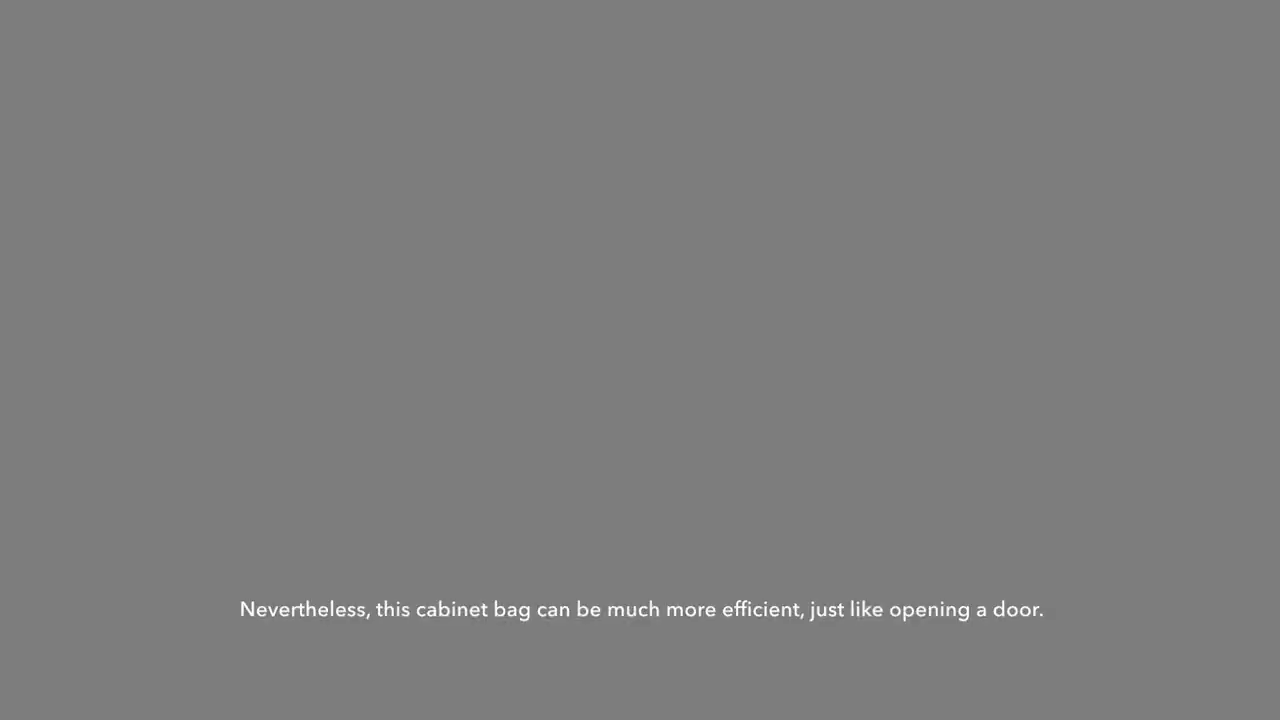 Nevertheless, this cabinet bag can be much more efficient, just like opening a door.